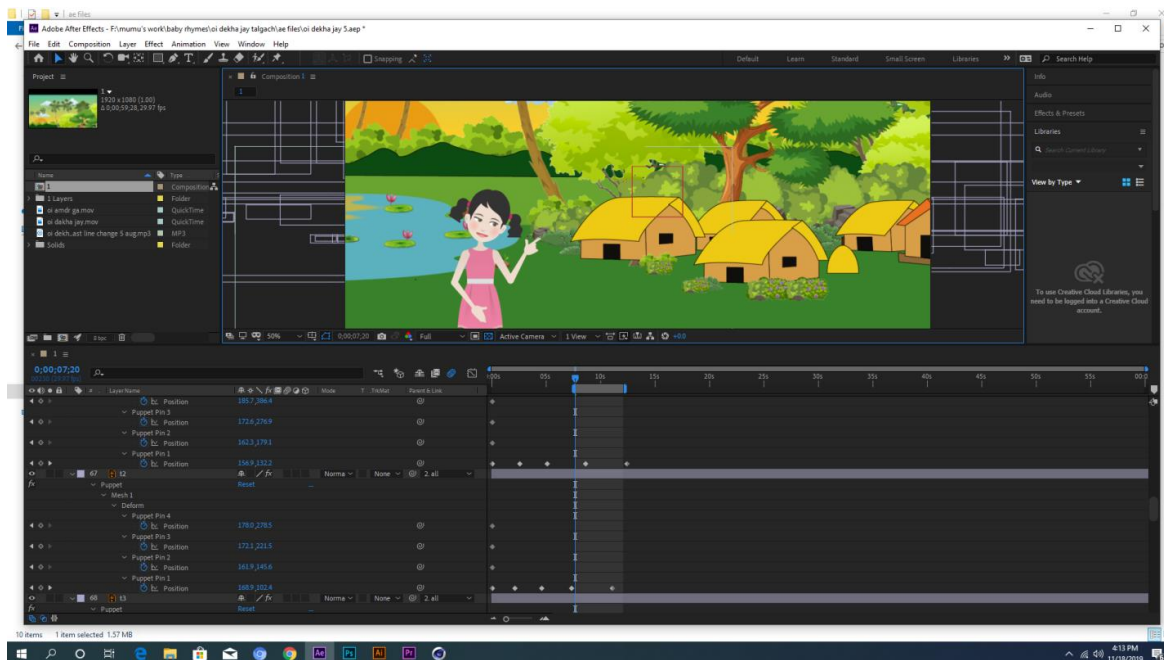 ae files
Adobe After Effects - F:\mumu's work\baby rhymes\oi dekha jay talgach\ae files\oi dekha jay 5.aep *
File Edit Composition Layer Effect Animation View Window Help
Snapping Default Learn Standard Small Screen Libraries Search Help
Project
1
1920 x 1080 (1.00)
Δ 0;00;59;28, 29.97 fps
Name Type
1 Composition
1 Layers Folder
oi amdr ga.mov QuickTime
oi dekha jay.mov QuickTime
oi dekh..ast line change 5 aug.mp3 MP3
Solids Folder
8 bpc
Composition 1
1
50% 0;00;07;20 Full Active Camera 1 View +0.0
Info
Audio
Effects & Presets
Libraries
Search Current Library
View by Type
To use Creative Cloud Libraries, you
need to be logged into a Creative Cloud
account.
1
0;00;07;20
Layer Name Mode T TrkMat Parent & Link
05s 10s 15s 20s 25s 30s 35s 40s 45s 50s 55s
Position 185.7,396.4
Puppet Pin 3
Position 172.6,276.9
Puppet Pin 2
Position 162.3,179.1
Puppet Pin 1
Position 156.9,132.2
67 t2 Norma None 2. all
Puppet Reset
Mesh 1
Deform
Puppet Pin 4
Position 178.0,278.5
Puppet Pin 3
Position 172.1,221.5
Puppet Pin 2
Position 161.9,145.6
Puppet Pin 1
Position 168.9,102.4
68 t3 Norma None 2. all
Puppet Reset
10 items 1 item selected 1.57 MB
Ae Ps Ai Pr
4:13 PM
11/18/2019